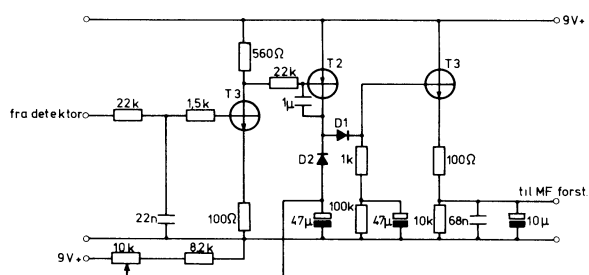 9V+
560Ω
T2
T3
22k
T3
1µ
fra detektor
22k
1,5k
D1
D2
1k
100Ω
til MF forst.
22n
100Ω
47µ
100k
47µ
10k
68n
10µ
9V+
10k
8,2k